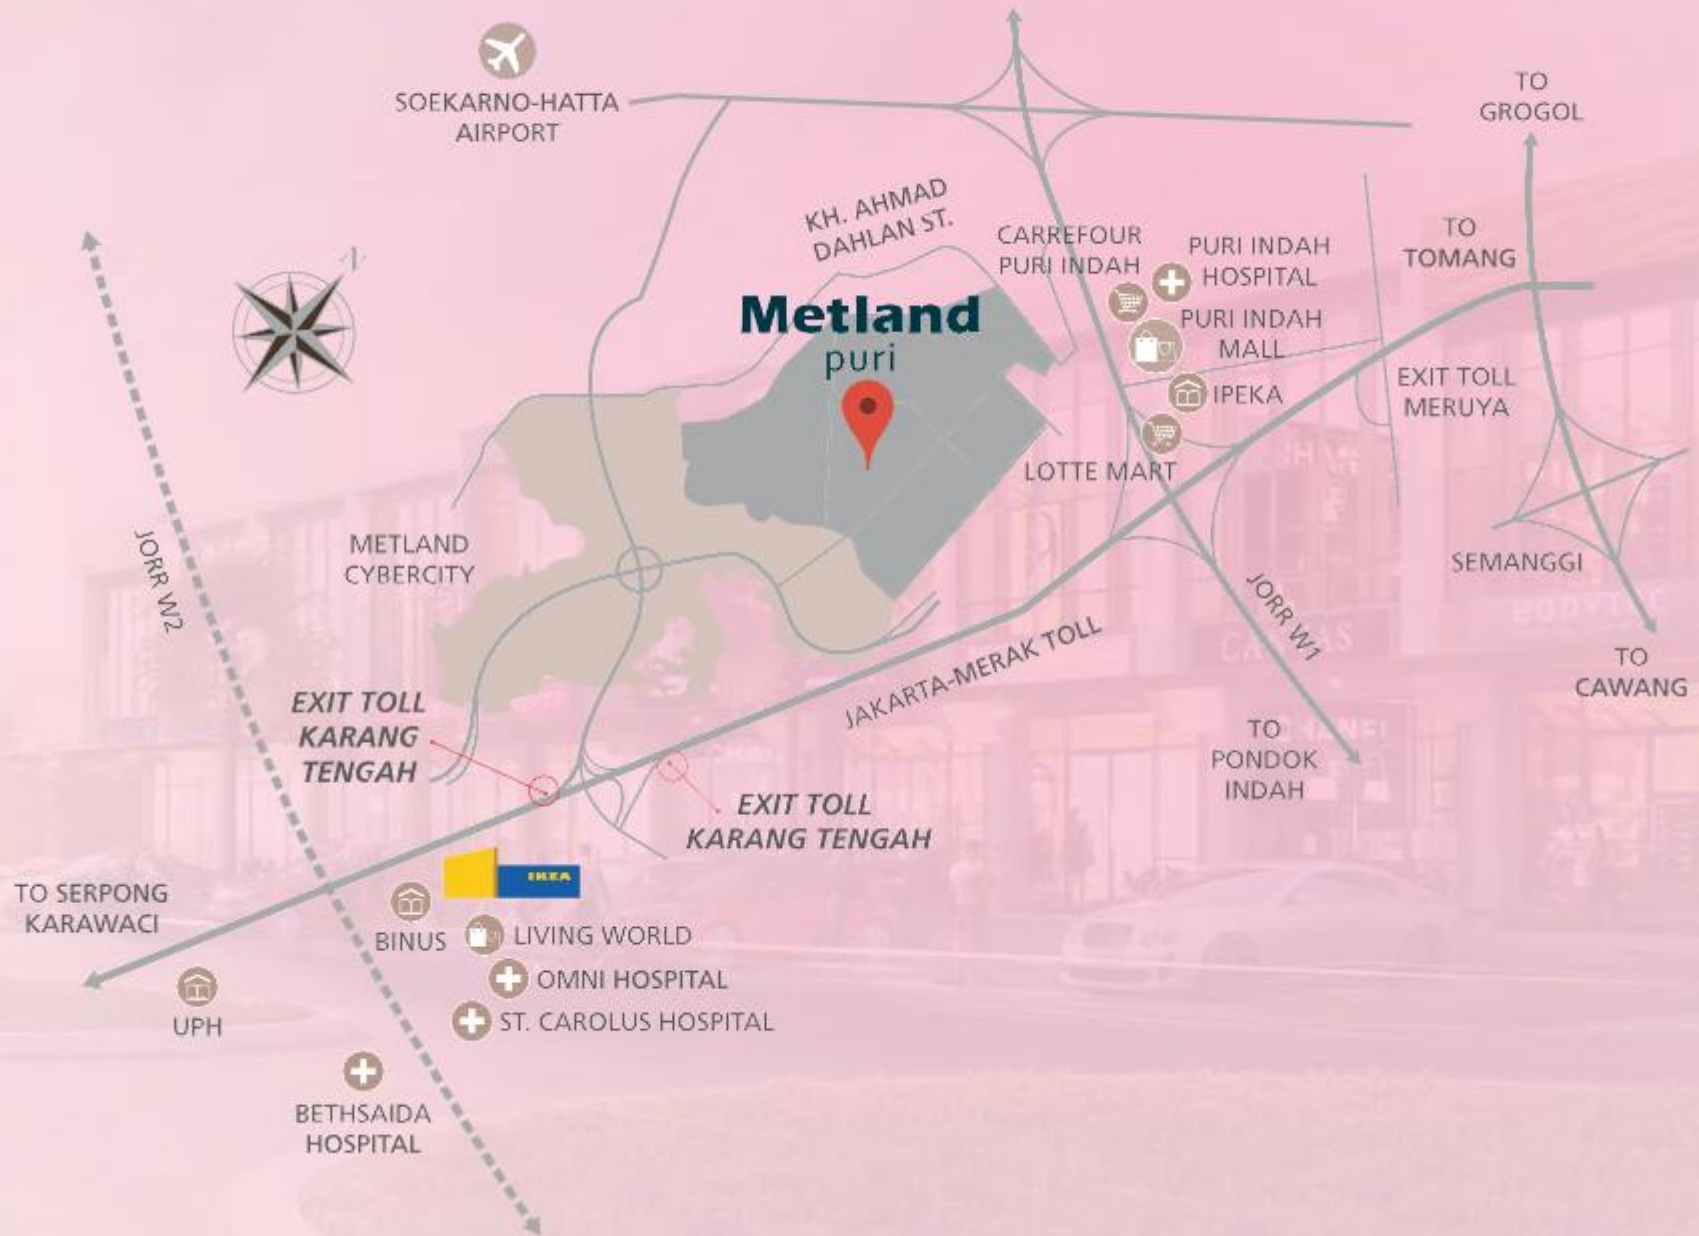 SOEKARNO-HATTA
AIRPORT
TO
GROGOL
KH. AHMAD
DAHLAN ST.
CARREFOUR
PURI INDAH
PURI INDAH
HOSPITAL
TO
TOMANG
N
Metland
puri
PURI INDAH
MALL
IPEKA
EXIT TOLL
MERUYA
LOTTE MART
METLAND
CYBERCITY
JORR W2
SEMANGGI
JORR W1
JAKARTA-MERAK TOLL
TO
CAWANG
EXIT TOLL
KARANG
TENGAH
TO
PONDOK
INDAH
EXIT TOLL
KARANG TENGAH
IKEA
TO SERPONG
KARAWACI
BINUS
LIVING WORLD
OMNI HOSPITAL
ST. CAROLUS HOSPITAL
UPH
BETHSAIDA
HOSPITAL